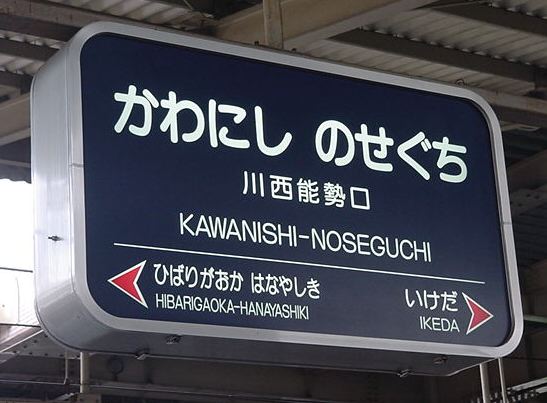 かわにし のせぐち
川西能勢口
KAWANISHI-NOSEGUCHI
ひばりがおか はなやしき
HIBARIGAOKA-HANAYASHIKI
いけだ
IKEDA